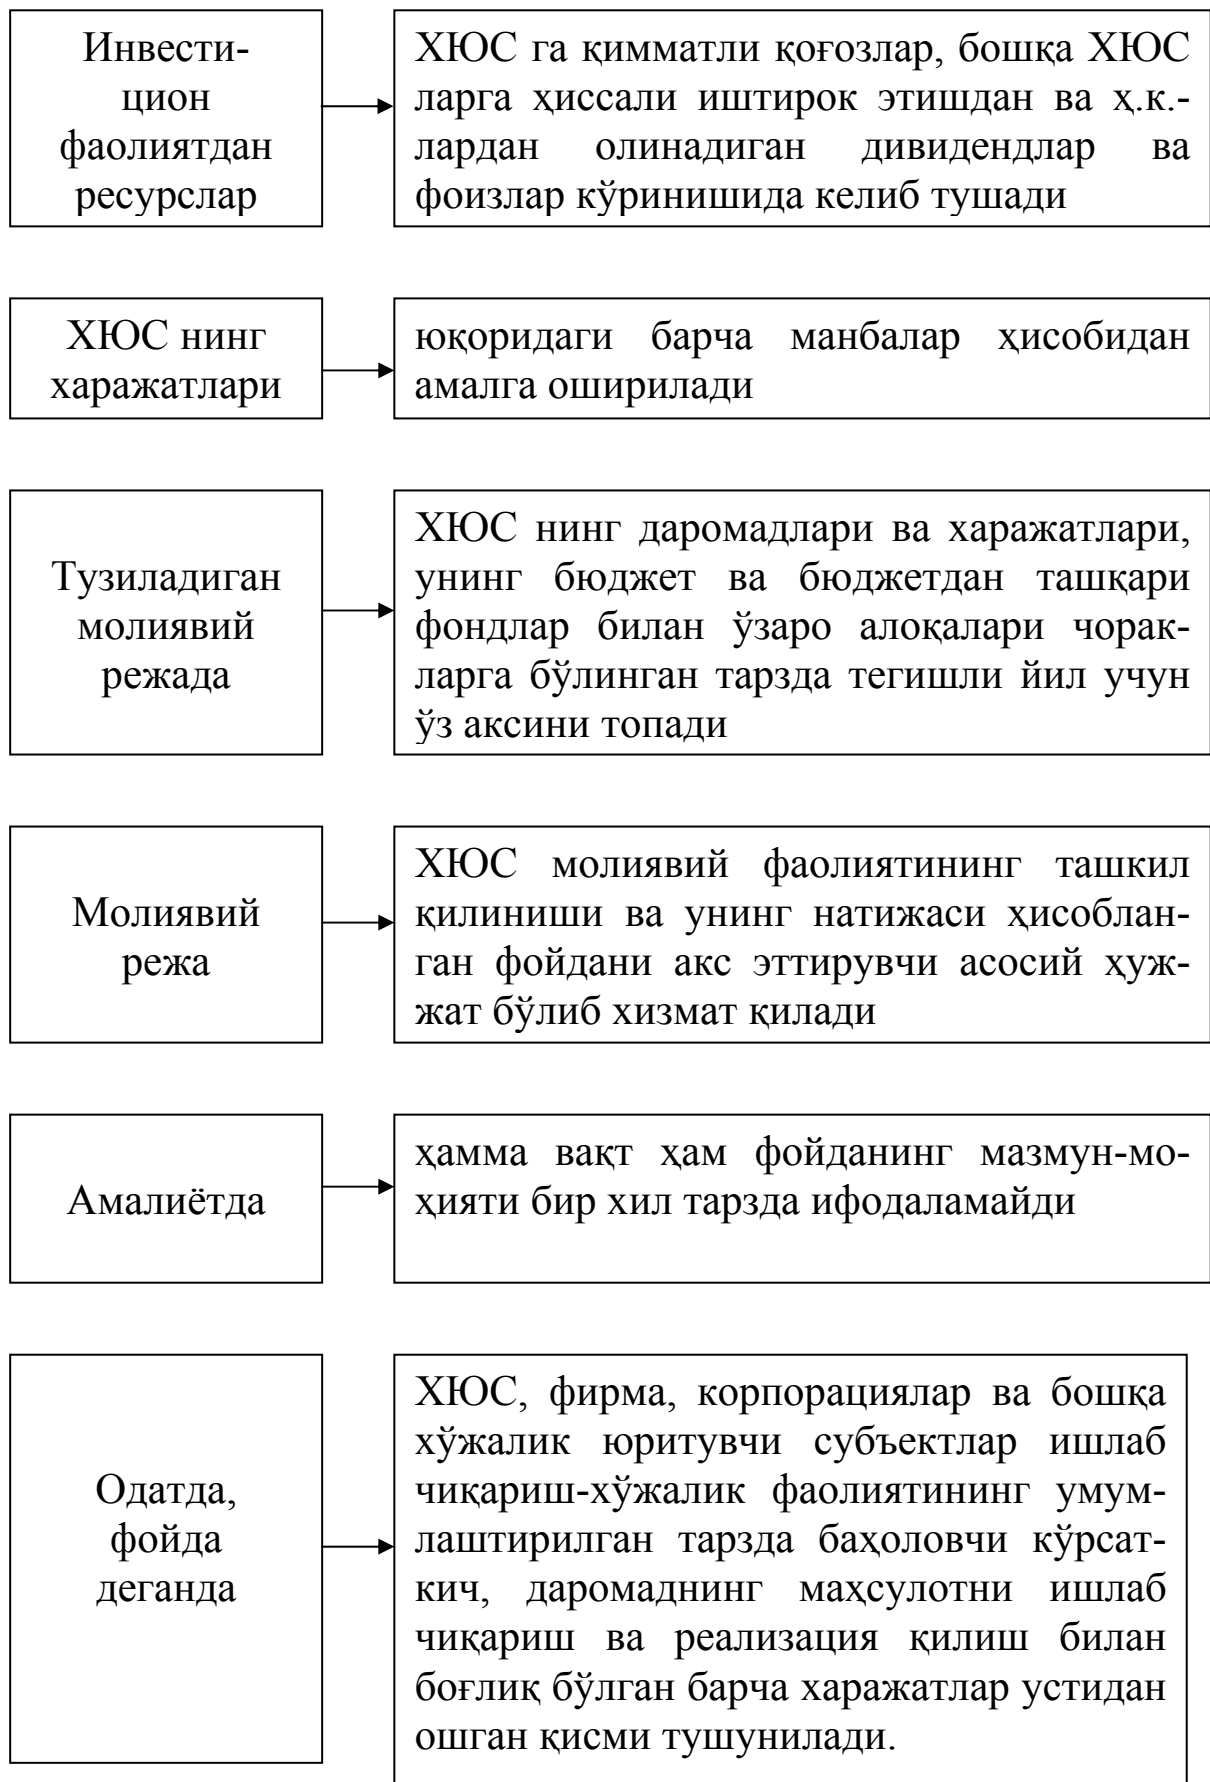 Инвести-
цион
фаолиятдан
ресурслар
ХЮС га қимматли қоғозлар, бошқа ХЮС
ларга ҳиссали иштирок этишдан ва ҳ.к.-
лардан олинадиган дивидендлар ва
фоизлар кўринишида келиб тушади
ХЮС нинг
харажатлари
юқоридаги барча манбалар ҳисобидан
амалга оширилади
Тузиладиган
молиявий
режада
ХЮС нинг даромадлари ва харажатлари,
унинг бюджет ва бюджетдан ташқари
фондлар билан ўзаро алоқалари чорак-
ларга бўлинган тарзда тегишли йил учун
ўз аксини топади
Молиявий
режа
ХЮС молиявий фаолиятининг ташкил
қилиниши ва унинг натижаси ҳисоблан-
ган фойдани акс эттирувчи асосий ҳуж-
жат бўлиб хизмат қилади
Амалиётда
ҳамма вақт ҳам фойданинг мазмун-мо-
ҳияти бир хил тарзда ифодаламайди
Одатда,
фойда
деганда
ХЮС, фирма, корпорациялар ва бошқа
хўжалик юритувчи субъектлар ишлаб
чиқариш-хўжалик фаолиятининг умум-
лаштирилган тарзда баҳоловчи кўрсат-
кич, даромаднинг маҳсулотни ишлаб
чиқариш ва реализация қилиш билан
боғлиқ бўлган барча харажатлар устидан
ошган қисми тушунилади.